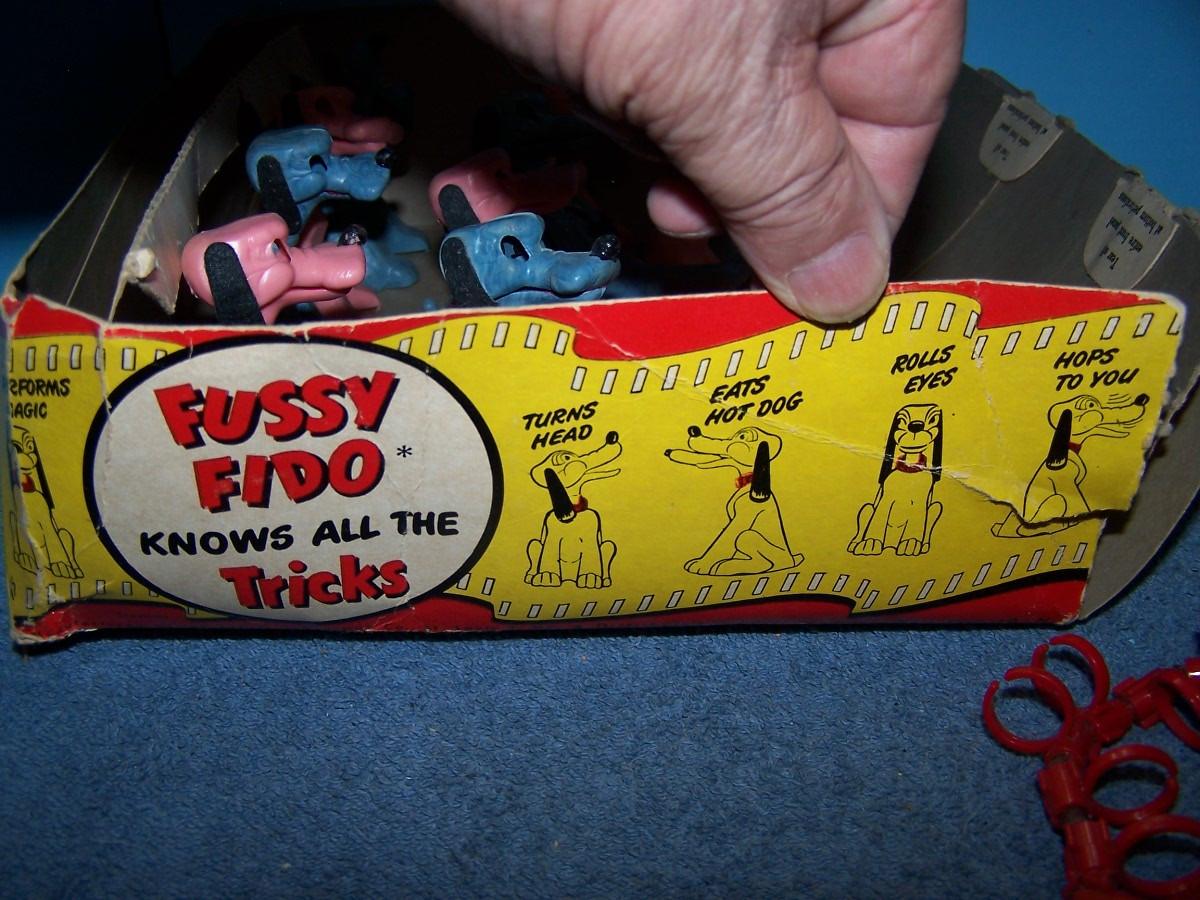 RFORMS
AGIC
FUSSY
FIDO*
KNOWS ALL THE
Tricks
TURNS
HEAD
EATS
HOT DOG
ROLLS
EYES
HOPS
TO YOU